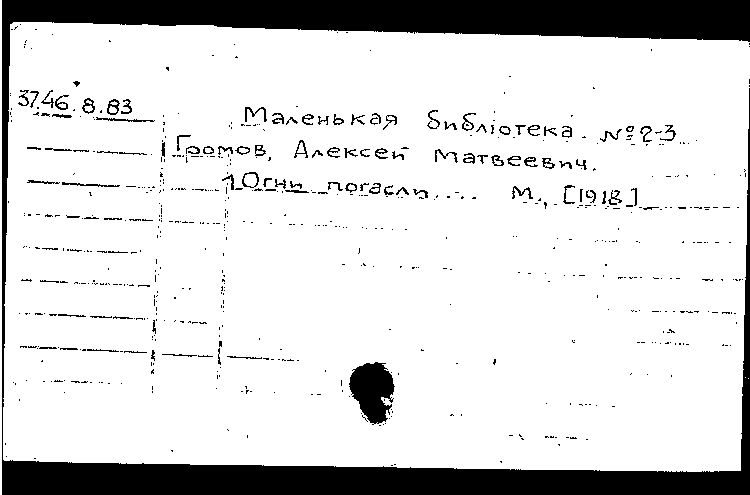 37.46.8.83
Маленькая библиотека №2-3
Громов, Алексей Матвеевич.
Огни погасли.... М., [1918]